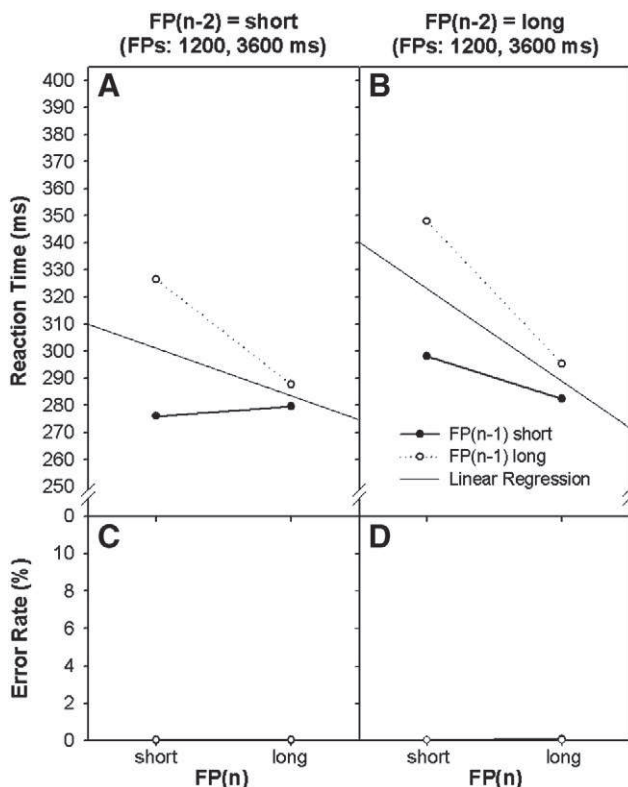 FP(n-2) = short
(FPs: 1200, 3600 ms)
FP(n-2) = long
(FPs: 1200, 3600 ms)
A
B
Reaction Time (ms)
400
390
380
370
360
350
340
330
320
310
300
290
280
270
260
250
FP(n-1) short
FP(n-1) long
Linear Regression
C
D
Error Rate (%)
0
10
8
6
4
2
0
short
long
short
long
FP(n)
FP(n)